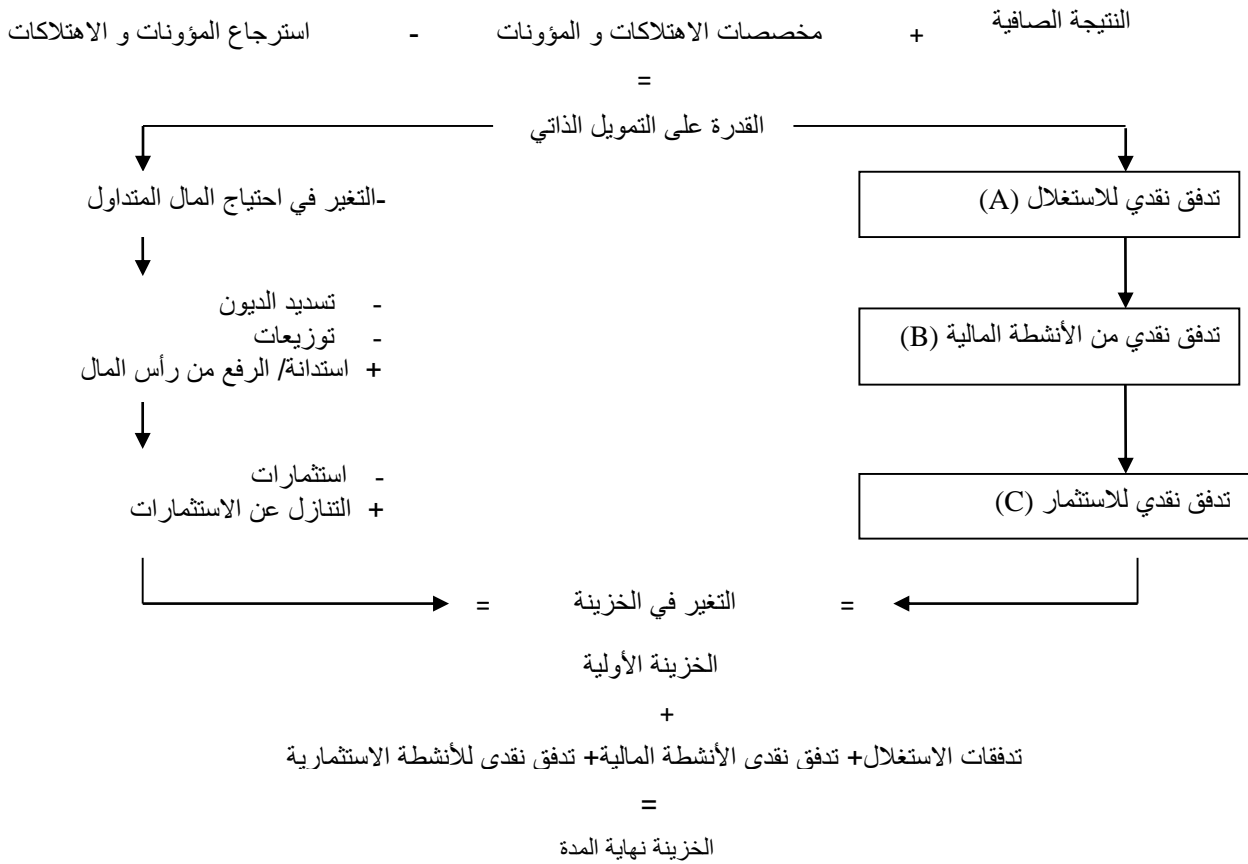 النتيجة الصافية + مخصصات الاهتلاكات و المؤونات - استرجاع المؤونات و الاهتلاكات
=
القدرة على التمويل الذاتي
تدفق نقدي للاستغلال (A)
-التغير في احتياج المال المتداول
تدفق نقدي من الأنشطة المالية (B)
- تسديد الديون
- توزيعات
+ استدانة/ الرفع من رأس المال
تدفق نقدي للاستثمار (C)
- استثمارات
+ التنازل عن الاستثمارات
= التغير في الخزينة =
الخزينة الأولية
+
تدفقات الاستغلال+ تدفق نقدي الأنشطة المالية+ تدفق نقدي للأنشطة الاستثمارية
=
الخزينة نهاية المدة